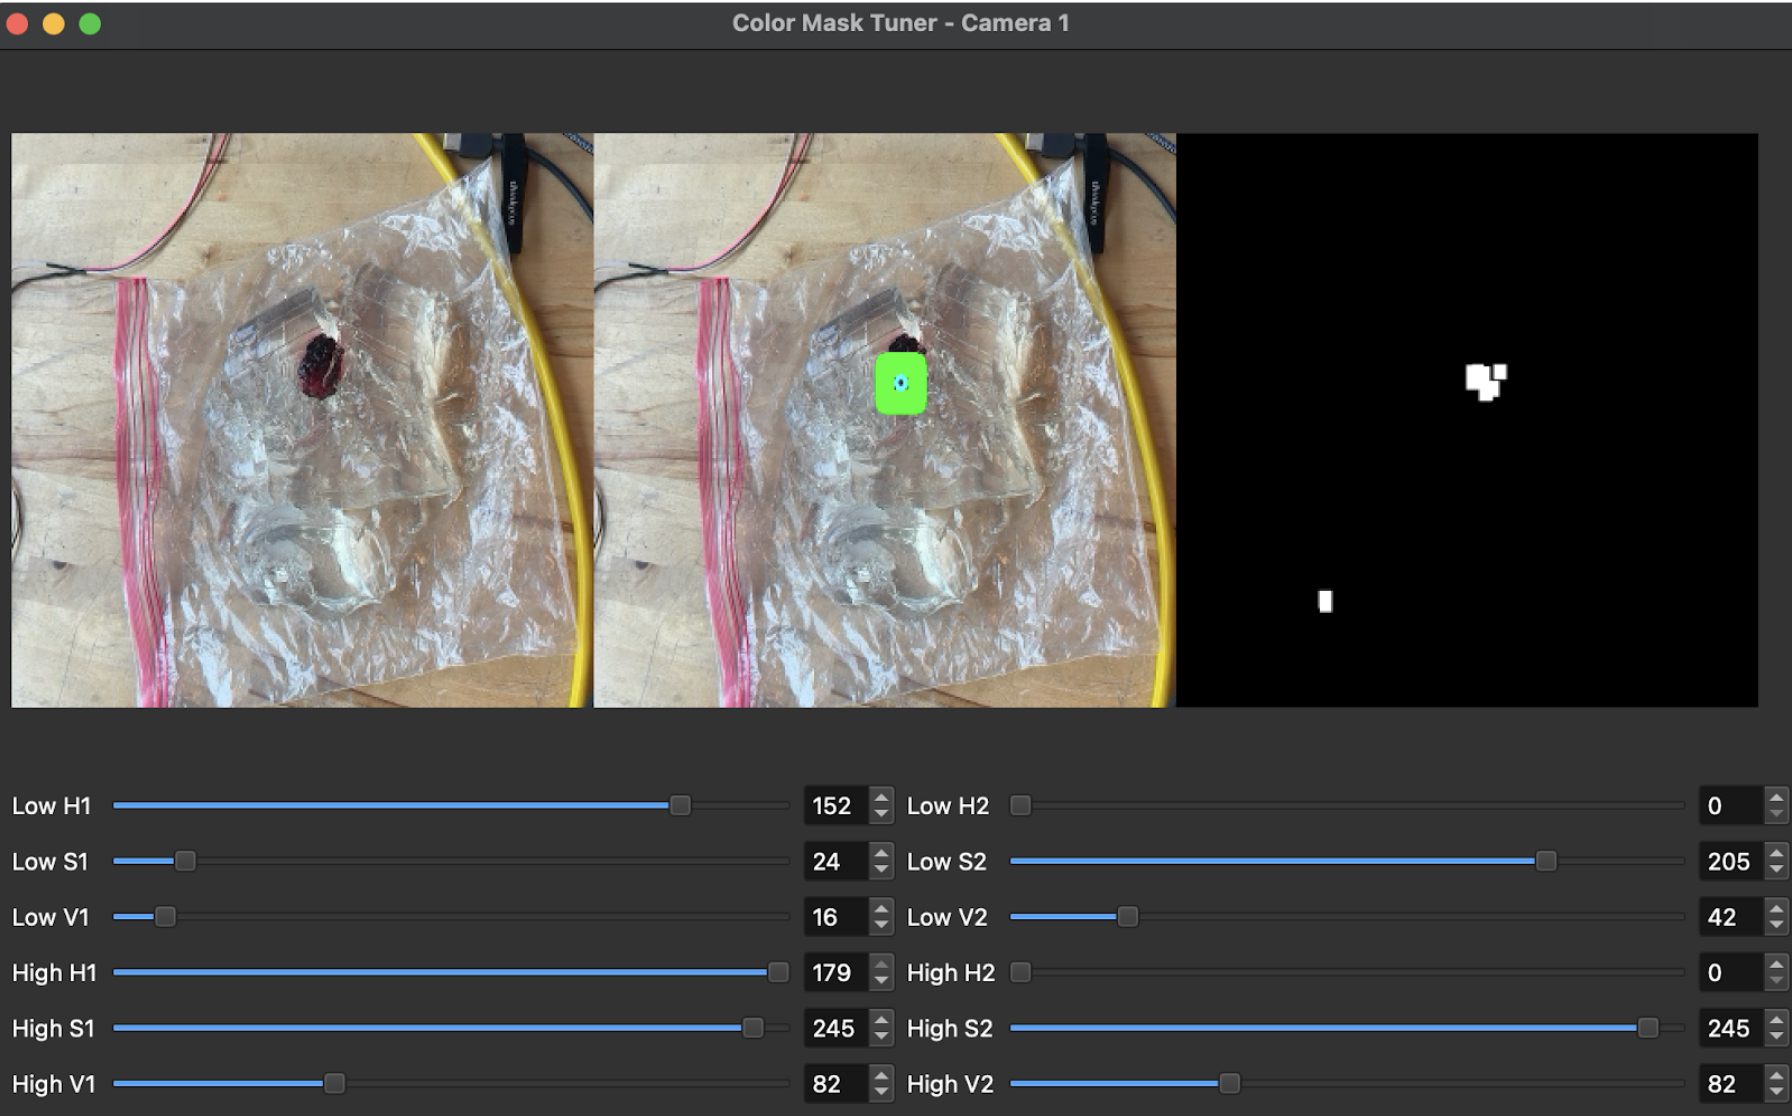 Color Mask Tuner - Camera 1
Low H1 152 Low H2 0
Low S1 24 Low S2 205
Low V1 16 Low V2 42
High H1 179 High H2 0
High S1 245 High S2 245
High V1 82 High V2 82